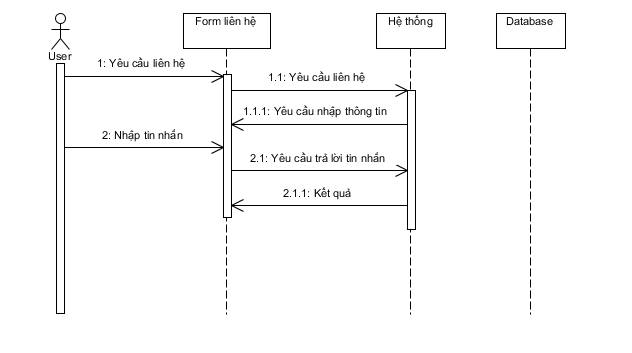 Form liên hệ
Hệ thống
Database
User
1: Yêu cầu liên hệ
1.1: Yêu cầu liên hệ
1.1.1: Yêu cầu nhập thông tin
2: Nhập tin nhắn
2.1: Yêu cầu trả lời tin nhắn
2.1.1: Kết quả